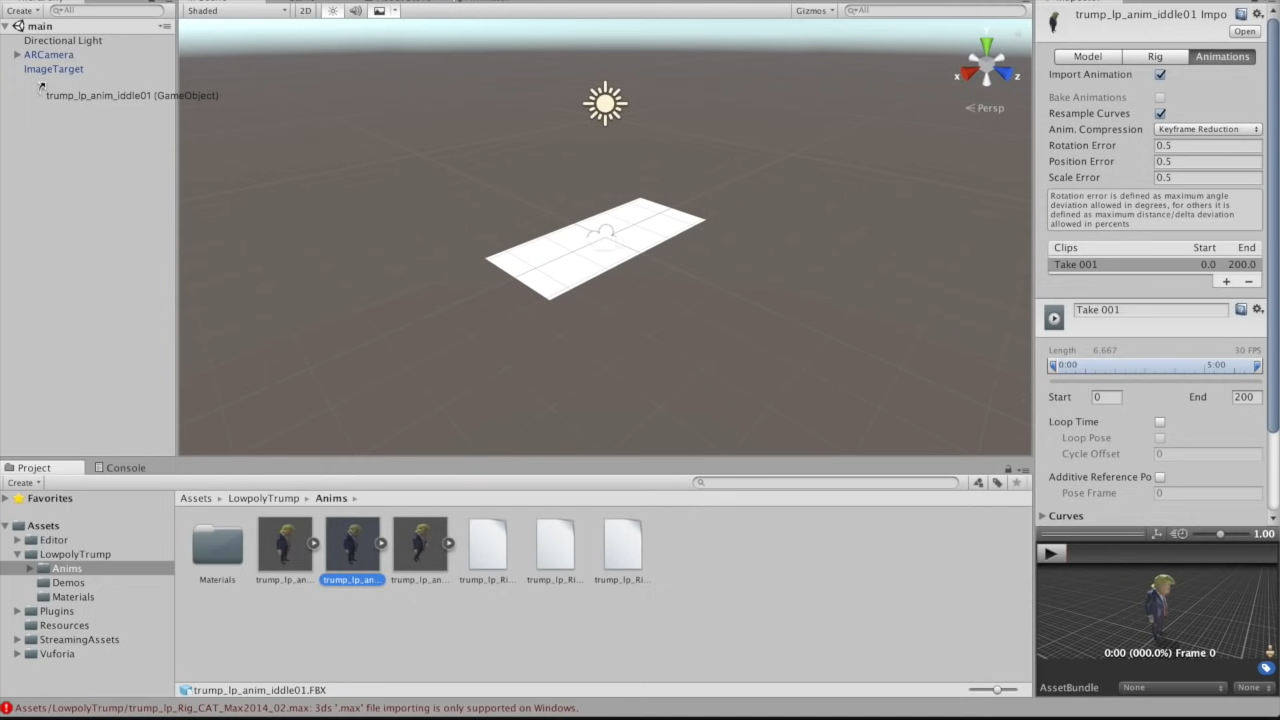 Shaded
2D
Gizmos
All
Create
All
main
Directional Light
ARCamera
ImageTarget
trump_lp_anim_iddle01 (GameObject)
x
z
Persp
trump_lp_anim_iddle01 Impo
Open
Model
Rig
Animations
Import Animation
Bake Animations
Resample Curves
Anim. Compression
Keyframe Reduction
Rotation Error
0.5
Position Error
0.5
Scale Error
0.5
Rotation error is defined as maximum angle
deviation allowed in degrees, for others it is
defined as maximum distance/delta deviation
allowed in percents
Clips Start End
Take 001 0.0 200.0
+ −
Take 001
Length 6.667 30 FPS
0:00 5:00
Start 0 End 200
Loop Time
Loop Pose
Cycle Offset 0
Additive Reference Po
Pose Frame 0
Curves
1.00
0:00 (000.0%) Frame 0
AssetBundle None None
Project
Console
Create
Favorites
Assets
Editor
LowpolyTrump
Anims
Demos
Materials
Plugins
Resources
StreamingAssets
Vuforia
Assets LowpolyTrump Anims
Materials
trump_lp_an...
trump_lp_an...
trump_lp_an...
trump_lp_Ri...
trump_lp_Ri...
trump_lp_Ri...
trump_lp_anim_iddle01.FBX
Assets/LowpolyTrump/trump_lp_Rig_CAT_Max2014_02.max: 3ds '.max' file importing is only supported on Windows.